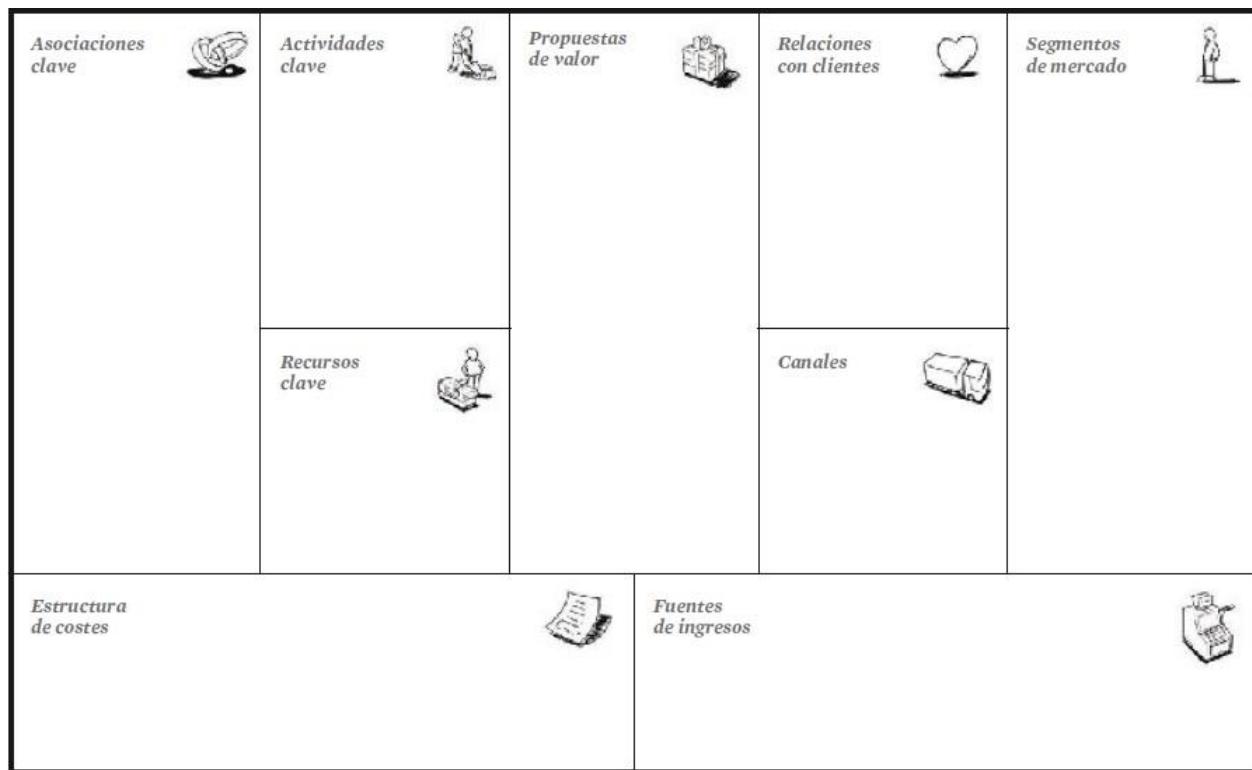 Asociaciones
clave
Actividades
clave
Propuestas
de valor
Relaciones
con clientes
Segmentos
de mercado
Recursos
clave
Canales
Estructura
de costes
Fuentes
de ingresos